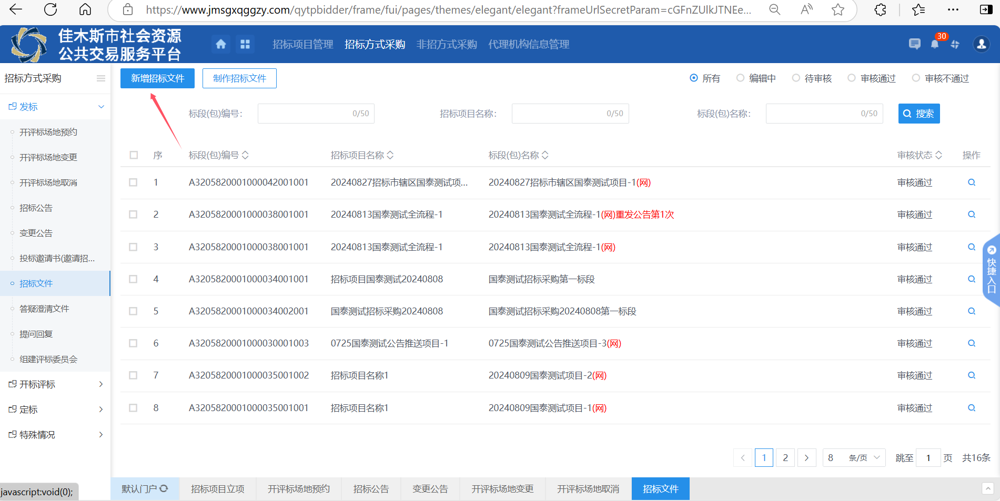 https://www.jmsgxqggzy.com/qytpbidder/frame/fui/pages/themes/elegant/elegant?frameUrlSecretParam=cGFnZUlkJTNEe...
佳木斯市社会资源
公共交易服务平台
招标项目管理 招标方式采购 非招方式采购 代理机构信息管理
30
招标方式采购
新增招标文件 制作招标文件
所有 编辑中 待审核 审核通过 审核不通过
发标
开评标场地预约
开评标场地变更
开评标场地取消
招标公告
变更公告
投标邀请书(邀请招...
招标文件
答疑澄清文件
提问回复
组建评标委员会
开标评标
定标
特殊情况
标段(包)编号： 0/50 招标项目名称： 0/50 标段(包)名称： 0/50 搜索
序 标段(包)编号 招标项目名称 标段(包)名称 审核状态 操作
1 A3205820001000042001001 20240827招标市辖区国泰测试项... 20240827招标市辖区国泰测试项目-1(网) 审核通过
2 A3205820001000038001001 20240813国泰测试全流程-1 20240813国泰测试全流程-1(网)重发公告第1次 审核通过
3 A3205820001000038001001 20240813国泰测试全流程-1 20240813国泰测试全流程-1(网) 审核通过
4 A3205820001000034001001 招标项目国泰测试20240808 国泰测试招标采购第一标段 审核通过
5 A3205820001000034002001 国泰测试招标采购20240808 国泰测试招标采购20240808第一标段 审核通过
6 A3205820001000030001003 0725国泰测试公告推送项目-1 0725国泰测试公告推送项目-3(网) 审核通过
7 A3205820001000035001002 招标项目名称1 20240809国泰测试项目-2(网) 审核通过
8 A3205820001000035001001 招标项目名称1 20240809国泰测试项目-1(网) 审核通过
快捷入口
1 2 8 条/页 跳至 1 页 共16条
默认门户 招标项目立项 开评标场地预约 招标公告 变更公告 开评标场地变更 开评标场地取消 招标文件
javascript:void(0);